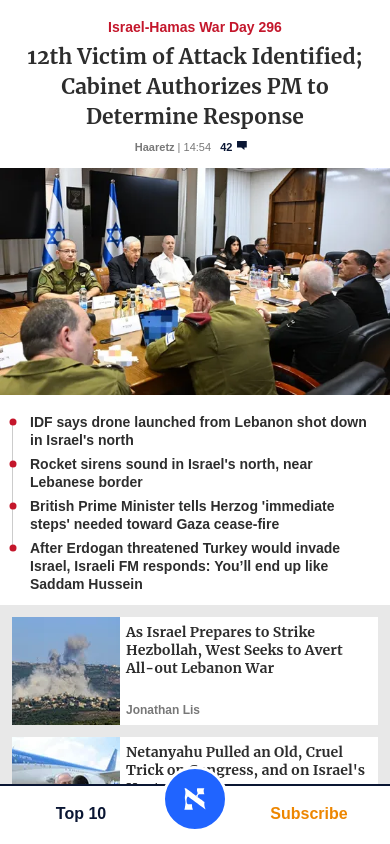 Israel-Hamas War Day 296
12th Victim of Attack Identified;
Cabinet Authorizes PM to
Determine Response
Haaretz | 14:54 42
IDF says drone launched from Lebanon shot down
in Israel's north
Rocket sirens sound in Israel's north, near
Lebanese border
British Prime Minister tells Herzog 'immediate
steps' needed toward Gaza cease-fire
After Erdogan threatened Turkey would invade
Israel, Israeli FM responds: You’ll end up like
Saddam Hussein
As Israel Prepares to Strike
Hezbollah, West Seeks to Avert
All-out Lebanon War
Jonathan Lis
Netanyahu Pulled an Old, Cruel
Trick on Congress, and on Israel's
Top 10
Subscribe